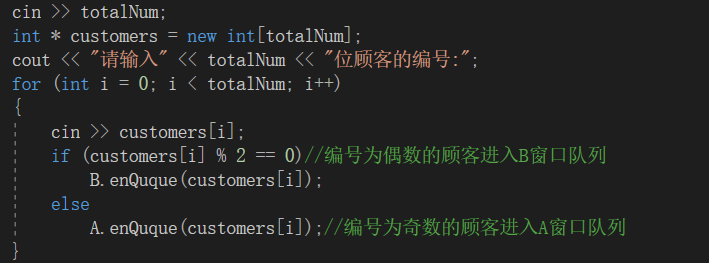 cin >> totalNum;
int * customers = new int[totalNum];
cout << "请输入" << totalNum << "位顾客的编号:";
for (int i = 0; i < totalNum; i++)
{
cin >> customers[i];
if (customers[i] % 2 == 0)//编号为偶数的顾客进入B窗口队列
B.enQuque(customers[i]);
else
A.enQuque(customers[i]);//编号为奇数的顾客进入A窗口队列
}